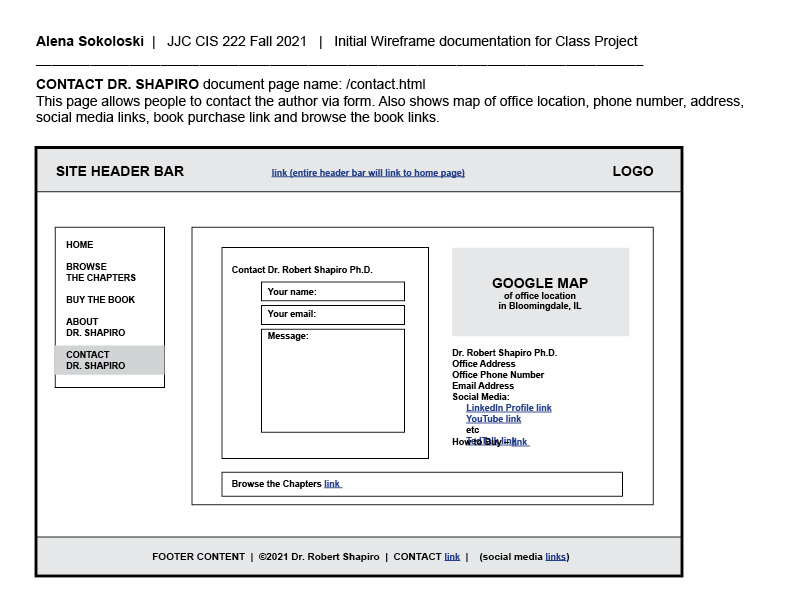 Alena Sokoloski | JJC CIS 222 Fall 2021 | Initial Wireframe documentation for Class Project
CONTACT DR. SHAPIRO document page name: /contact.html
This page allows people to contact the author via form. Also shows map of office location, phone number, address,
social media links, book purchase link and browse the book links.
SITE HEADER BAR link (entire header bar will link to home page) LOGO
HOME
BROWSE
THE CHAPTERS
BUY THE BOOK
ABOUT
DR. SHAPIRO
CONTACT
DR. SHAPIRO
Contact Dr. Robert Shapiro Ph.D.
Your name:
Your email:
Message:
GOOGLE MAP
of office location
in Bloomingdale, IL
Dr. Robert Shapiro Ph.D.
Office Address
Office Phone Number
Email Address
Social Media:
LinkedIn Profile link
YouTube link
etc
How to Buy – link
Browse the Chapters link
FOOTER CONTENT | ©2021 Dr. Robert Shapiro | CONTACT link | (social media links)